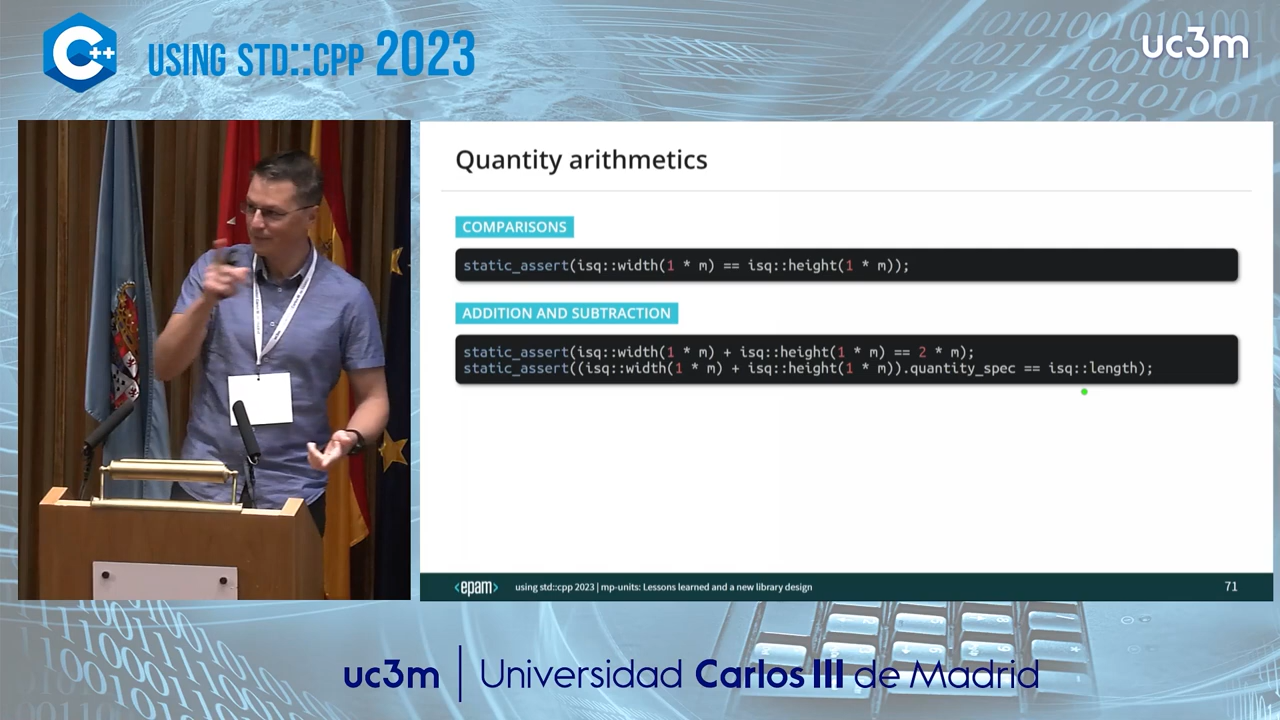 C++
USING STD::CPP 2023
uc3m
Quantity arithmetics
COMPARISONS
static_assert(isq::width(1 * m) == isq::height(1 * m));
ADDITION AND SUBTRACTION
static_assert(isq::width(1 * m) + isq::height(1 * m) == 2 * m);
static_assert((isq::width(1 * m) + isq::height(1 * m)).quantity_spec == isq::length);
<epam>
using std::cpp 2023 | mp-units: Lessons learned and a new library design
71
uc3m | Universidad Carlos III de Madrid